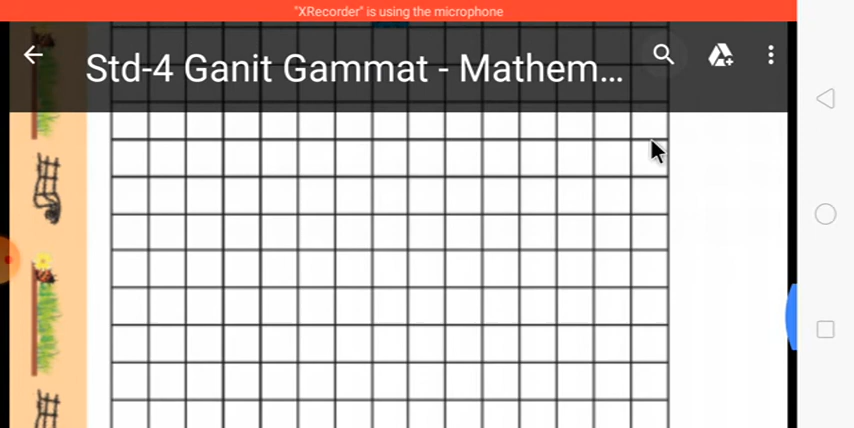 "XRecorder" is using the microphone
Std-4 Ganit Gammat - Mathem...